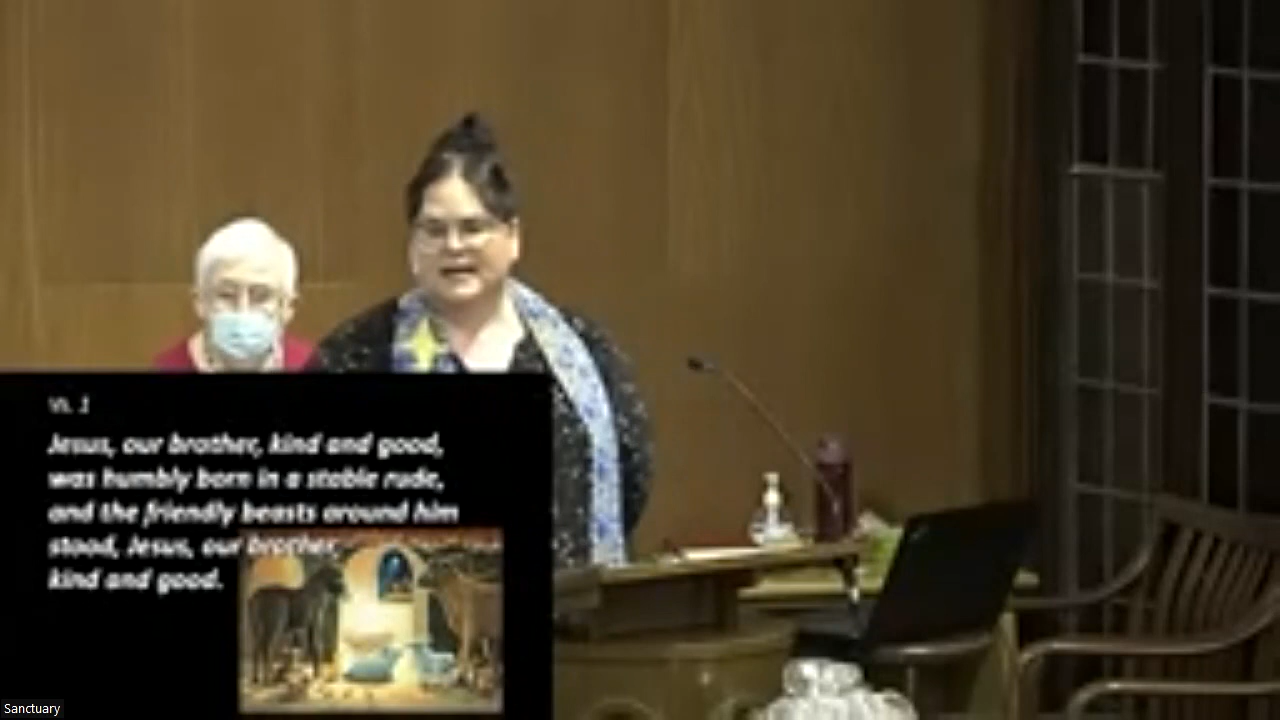 Vs. 1
Jesus, our brother, kind and good,
was humbly born in a stable rude,
and the friendly beasts around him
stood, Jesus, our brother,
kind and good.
Sanctuary